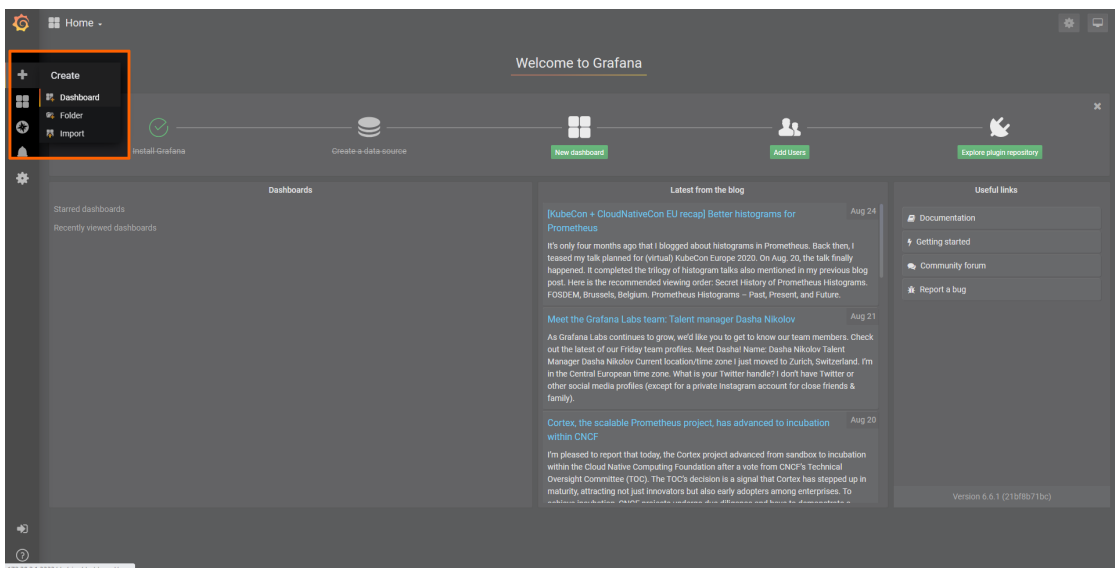 Home
Welcome to Grafana
Create
Dashboard
Folder
Import
Install Grafana
Create a data source
New dashboard
Add Users
Explore plugin repository
Dashboards
Starred dashboards
Recently viewed dashboards
Latest from the blog
[KubeCon + CloudNativeCon EU recap] Better histograms for
Prometheus
Aug 24
It's only four months ago that I blogged about histograms in Prometheus. Back then, I
teased my talk planned for (virtual) KubeCon Europe 2020. On Aug. 20, the talk finally
happened. It completed the trilogy of histogram talks also mentioned in my previous blog
post. Here is the recommended viewing order: Secret History of Prometheus Histograms.
FOSDEM, Brussels, Belgium. Prometheus Histograms – Past, Present, and Future.
Meet the Grafana Labs team: Talent manager Dasha Nikolov
Aug 21
As Grafana Labs continues to grow, we'd like you to get to know our team members. Check
out the latest of our Friday team profiles. Meet Dasha! Name: Dasha Nikolov Talent
Manager Dasha Nikolov Current location/time zone I just moved to Zurich, Switzerland. I'm
in the Central European time zone. What is your Twitter handle? I don't have Twitter or
other social media profiles (except for a private Instagram account for close friends &
family).
Cortex, the scalable Prometheus project, has advanced to incubation
within CNCF
Aug 20
I'm pleased to report that today, the Cortex project advanced from sandbox to incubation
within the Cloud Native Computing Foundation after a vote from CNCF's Technical
Oversight Committee (TOC). The TOC's decision is a signal that Cortex has stepped up in
maturity, attracting not just innovators but also early adopters among enterprises. To
Useful links
Documentation
Getting started
Community forum
Report a bug
Version 6.6.1 (21bf8b71bc)